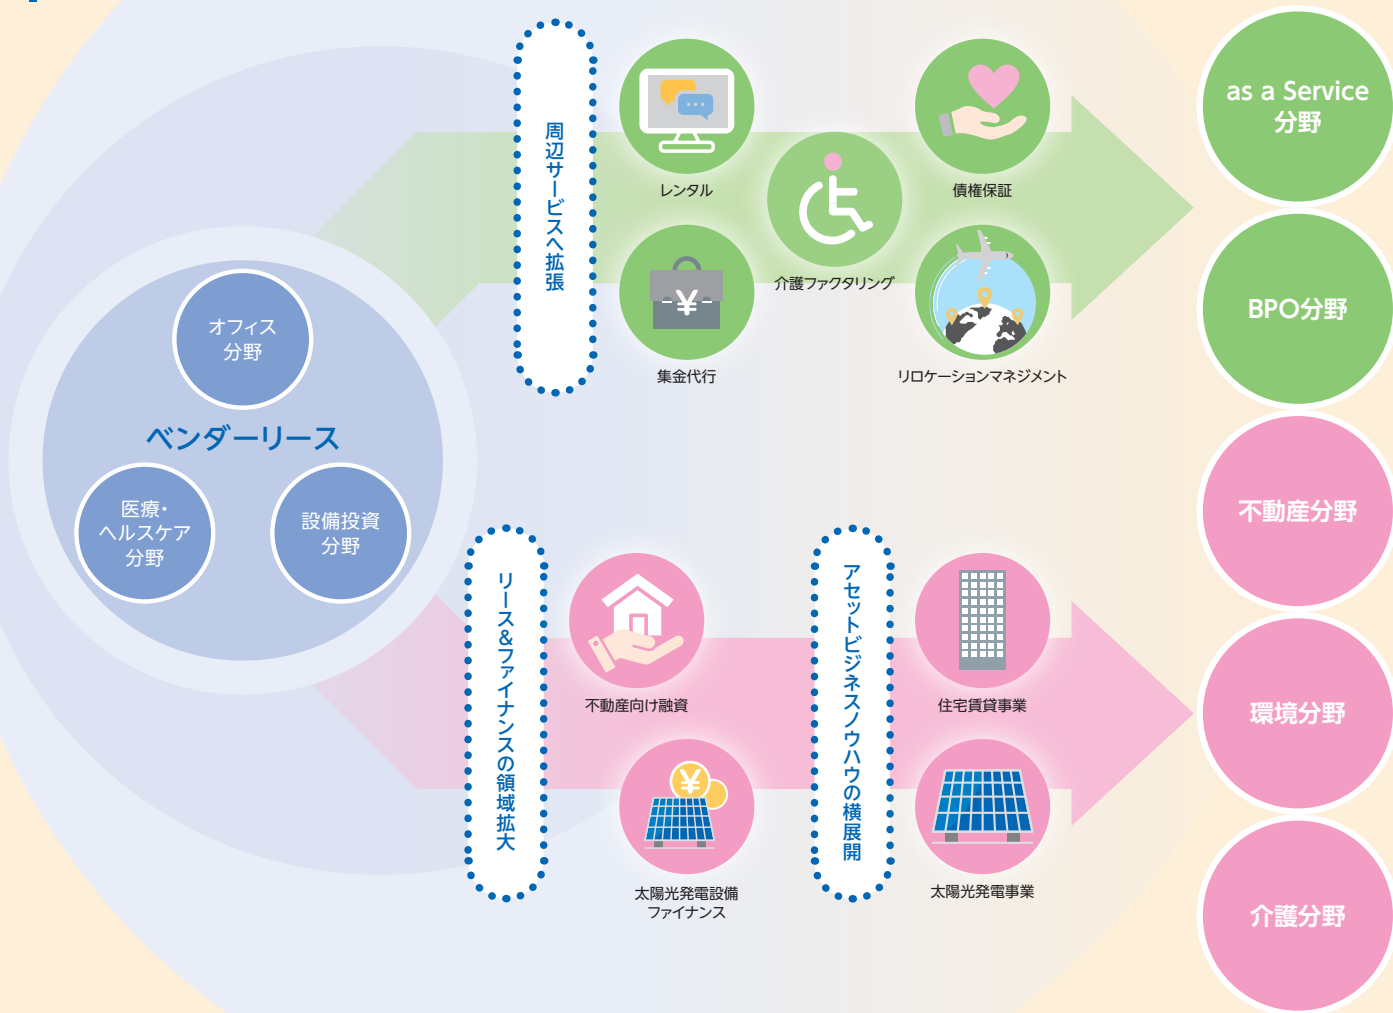 オフィス
分野
ベンダーリース
医療・
ヘルスケア
分野
設備投資
分野
周辺サービスへ拡張
レンタル
集金代行
介護ファクタリング
債権保証
リロケーションマネジメント
リース&ファイナンスの領域拡大
不動産向け融資
太陽光発電設備
ファイナンス
アセットビジネスノウハウの横展開
住宅賃貸事業
太陽光発電事業
as a Service
分野
BPO分野
不動産分野
環境分野
介護分野
¥
¥